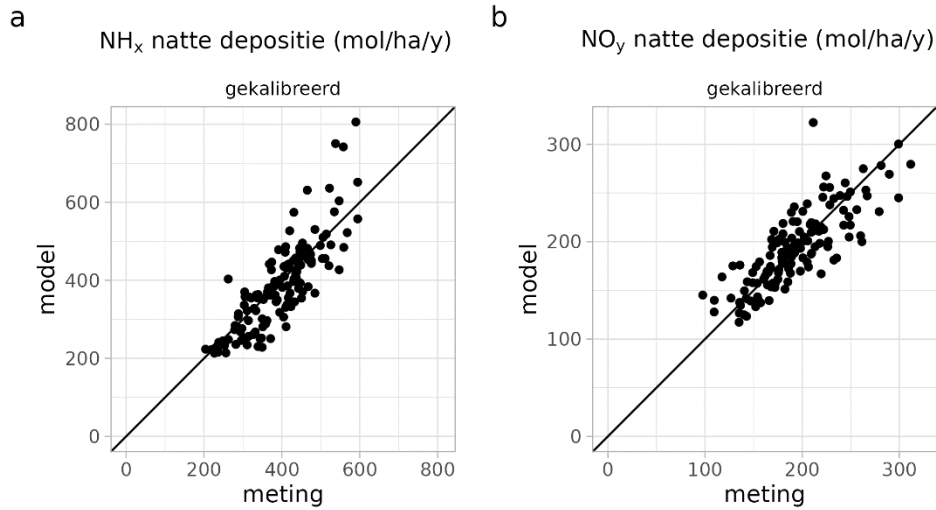 a
NHₓ natte depositie (mol/ha/y)
gekalibreerd
800
600
400
200
0
model
0 200 400 600 800
meting
b
NOᵧ natte depositie (mol/ha/y)
gekalibreerd
300
200
100
0
model
0 100 200 300
meting